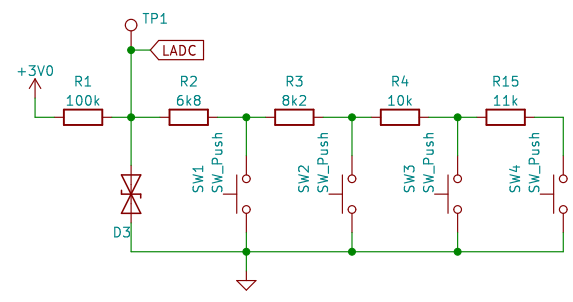 TP1
LADC
+3V0
R1
100k
R2
6k8
R3
8k2
R4
10k
R15
11k
SW1
SW_Push
SW2
SW_Push
SW3
SW_Push
SW4
SW_Push
D3